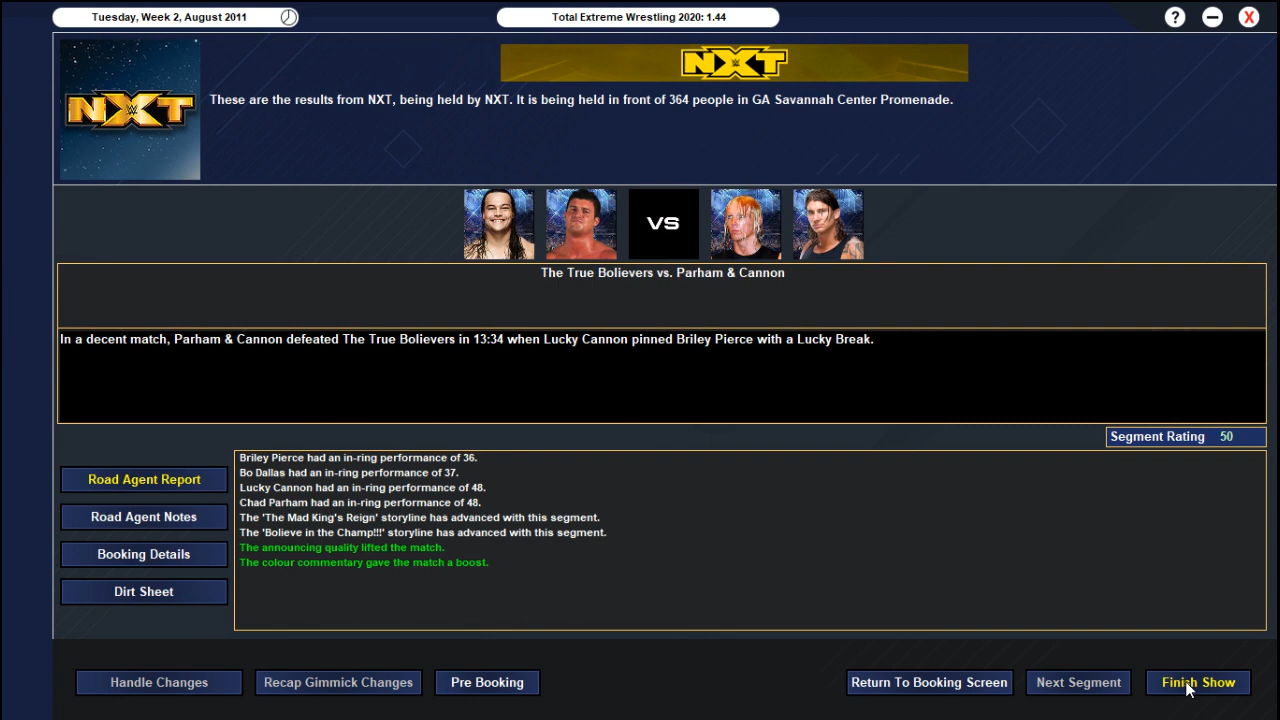 Tuesday, Week 2, August 2011
Total Extreme Wrestling 2020: 1.44
?
X
NXT
NXT
These are the results from NXT, being held by NXT. It is being held in front of 364 people in GA Savannah Center Promenade.
VS
The True Bolievers vs. Parham & Cannon
In a decent match, Parham & Cannon defeated The True Bolievers in 13:34 when Lucky Cannon pinned Briley Pierce with a Lucky Break.
Segment Rating 50
Road Agent Report
Road Agent Notes
Booking Details
Dirt Sheet
Briley Pierce had an in-ring performance of 36.
Bo Dallas had an in-ring performance of 37.
Lucky Cannon had an in-ring performance of 48.
Chad Parham had an in-ring performance of 48.
The 'The Mad King's Reign' storyline has advanced with this segment.
The 'Bolieve in the Champ!!!' storyline has advanced with this segment.
The announcing quality lifted the match.
The colour commentary gave the match a boost.
Handle Changes
Recap Gimmick Changes
Pre Booking
Return To Booking Screen
Next Segment
Finish Show